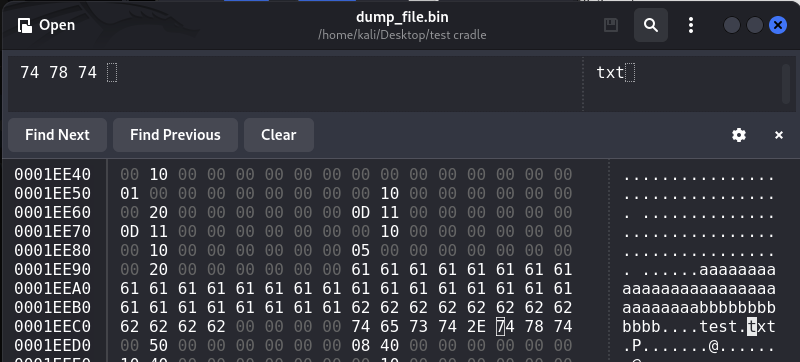 Open
dump_file.bin
/home/kali/Desktop/test cradle
74 78 74 txt
Find Next Find Previous Clear
0001EE40 00 10 00 00 00 00 00 00 00 00 00 00 00 00 00 00 ................
0001EE50 01 00 00 00 00 00 00 00 00 10 00 00 00 00 00 00 ................
0001EE60 00 20 00 00 00 00 00 00 0D 11 00 00 00 00 00 00 . ..............
0001EE70 0D 11 00 00 00 00 00 00 00 10 00 00 00 00 00 00 ................
0001EE80 00 10 00 00 00 00 00 00 05 00 00 00 00 00 00 00 ................
0001EE90 00 20 00 00 00 00 00 00 61 61 61 61 61 61 61 61 . ......aaaaaaaa
0001EEA0 61 61 61 61 61 61 61 61 61 61 61 61 61 61 61 61 aaaaaaaaaaaaaaaa
0001EEB0 61 61 61 61 61 61 61 61 62 62 62 62 62 62 62 62 aaaaaaaabbbbbbbb
0001EEC0 62 62 62 62 00 00 00 00 74 65 73 74 2E 74 78 74 bbbb....test.txt
0001EED0 00 50 00 00 00 00 00 00 08 40 00 00 00 00 00 00 .P.......@......